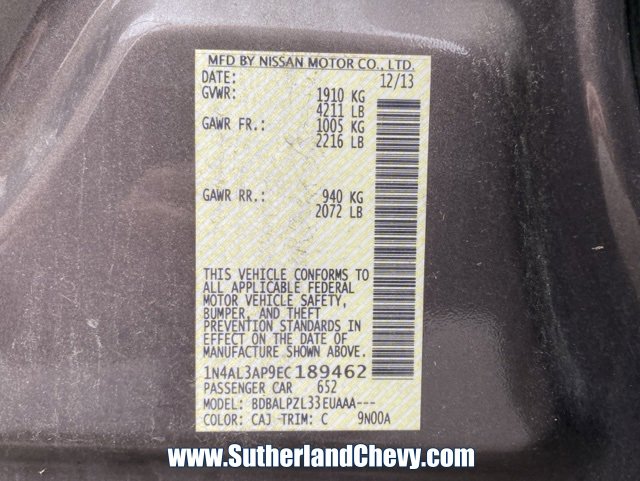 MFD BY NISSAN MOTOR CO., LTD.
DATE: 12/13
GVWR: 1910 KG
4211 LB
GAWR FR.: 1005 KG
2216 LB
GAWR RR.: 940 KG
2072 LB
THIS VEHICLE CONFORMS TO
ALL APPLICABLE FEDERAL
MOTOR VEHICLE SAFETY,
BUMPER, AND THEFT
PREVENTION STANDARDS IN
EFFECT ON THE DATE OF
MANUFACTURE SHOWN ABOVE.
1N4AL3AP9EC189462
PASSENGER CAR 652
MODEL: BDBALPZL33EUAAA---
COLOR: CAJ TRIM: C 9N00A
www.SutherlandChevy.com